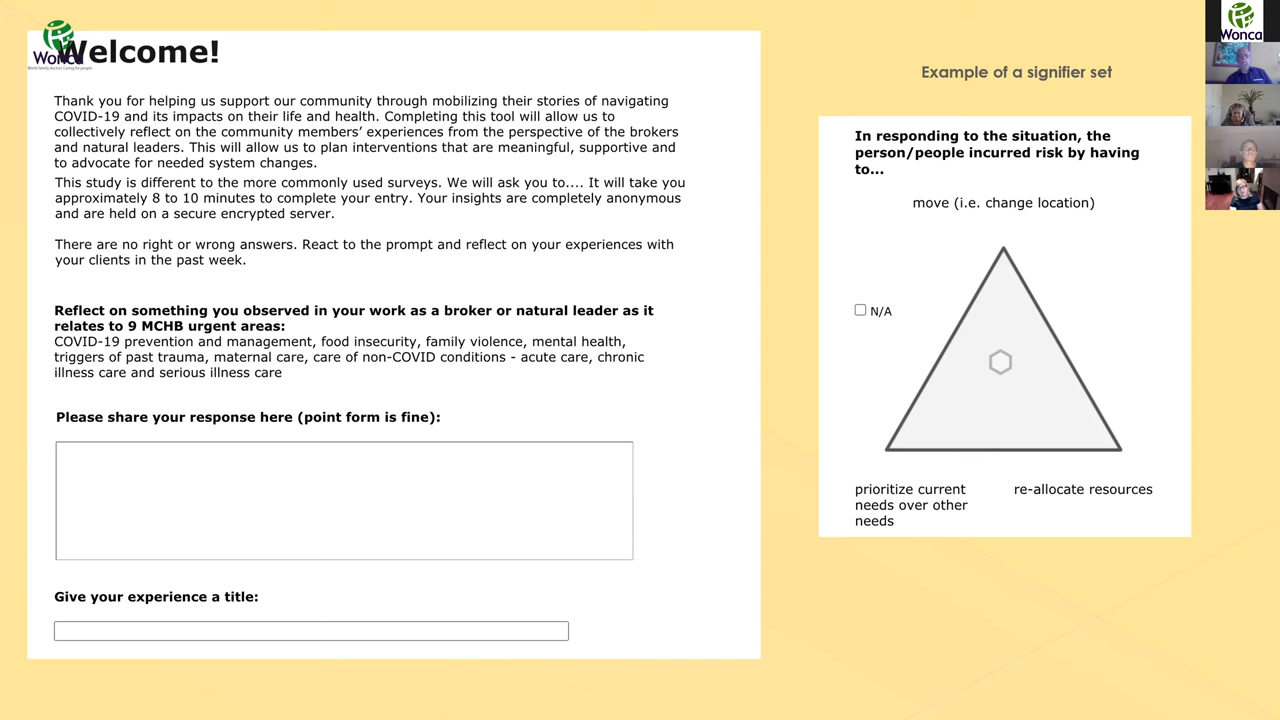 Welcome!
Wonca
World family doctors. Caring for people.
Thank you for helping us support our community through mobilizing their stories of navigating
COVID-19 and its impacts on their life and health. Completing this tool will allow us to
collectively reflect on the community members’ experiences from the perspective of the brokers
and natural leaders. This will allow us to plan interventions that are meaningful, supportive and
to advocate for needed system changes.
This study is different to the more commonly used surveys. We will ask you to.... It will take you
approximately 8 to 10 minutes to complete your entry. Your insights are completely anonymous
and are held on a secure encrypted server.
There are no right or wrong answers. React to the prompt and reflect on your experiences with
your clients in the past week.
Reflect on something you observed in your work as a broker or natural leader as it
relates to 9 MCHB urgent areas:
COVID-19 prevention and management, food insecurity, family violence, mental health,
triggers of past trauma, maternal care, care of non-COVID conditions - acute care, chronic
illness care and serious illness care
Please share your response here (point form is fine):
Give your experience a title:
Example of a signifier set
In responding to the situation, the
person/people incurred risk by having
to...
move (i.e. change location)
N/A
prioritize current
needs over other
needs
re-allocate resources
Wonca